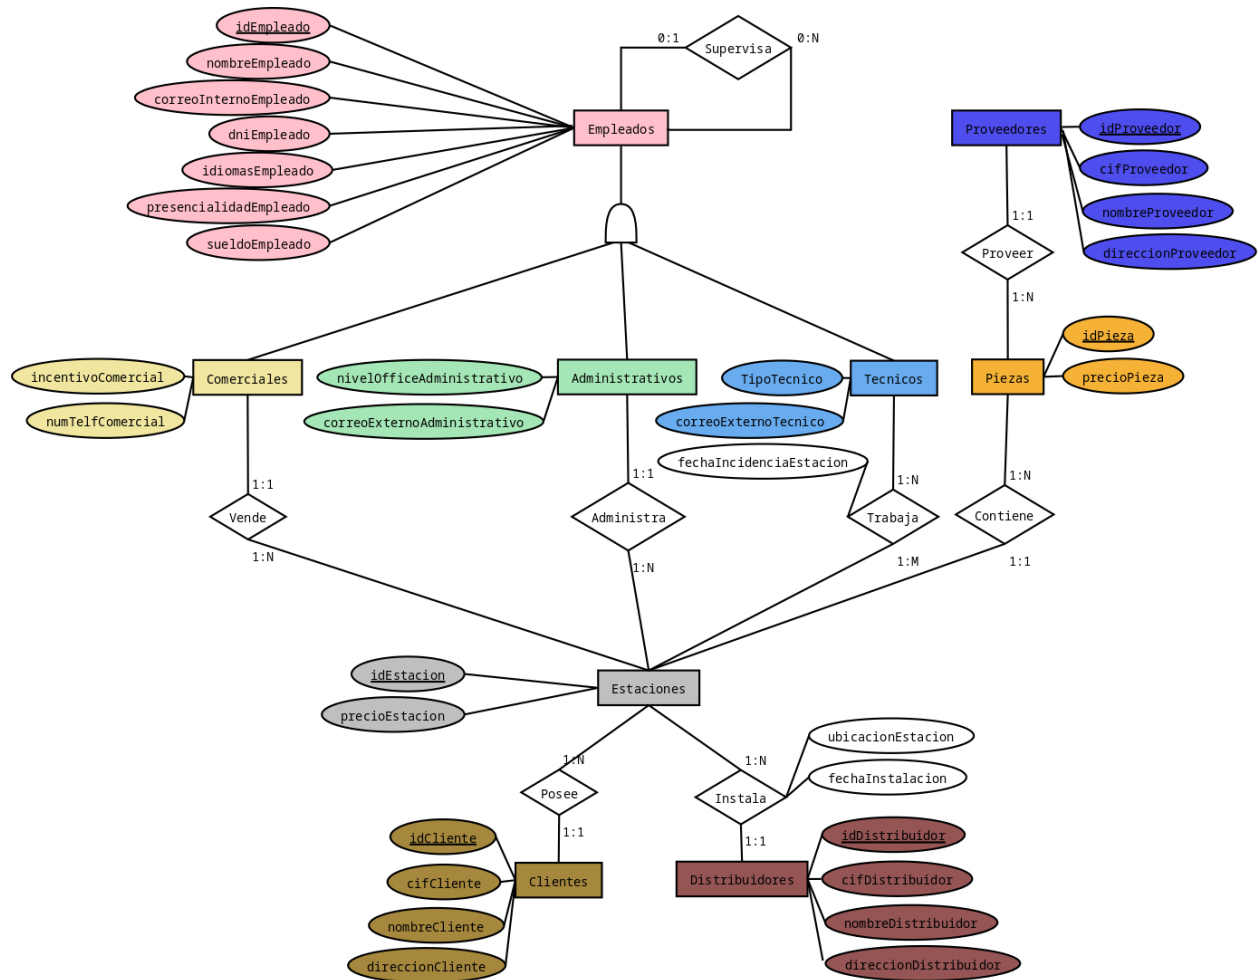 idEmpleado
nombreEmpleado
correoInternoEmpleado
dniEmpleado
idiomasEmpleado
presencialidadEmpleado
sueldoEmpleado
0:1
Supervisa
0:N
Empleados
Proveedores
idProveedor
cifProveedor
nombreProveedor
direccionProveedor
1:1
Proveer
1:N
idPieza
precioPieza
Piezas
incentivoComercial
numTelfComercial
Comerciales
nivelOfficeAdministrativo
correoExternoAdministrativo
Administrativos
TipoTecnico
correoExternoTecnico
Tecnicos
fechaIncidenciaEstacion
1:1
Vende
1:N
1:1
Administra
1:N
1:N
Trabaja
1:M
1:N
Contiene
1:1
idEstacion
precioEstacion
Estaciones
1:N
Posee
1:1
1:N
Instala
1:1
ubicacionEstacion
fechaInstalacion
idCliente
cifCliente
nombreCliente
direccionCliente
Clientes
Distribuidores
idDistribuidor
cifDistribuidor
nombreDistribuidor
direccionDistribuidor